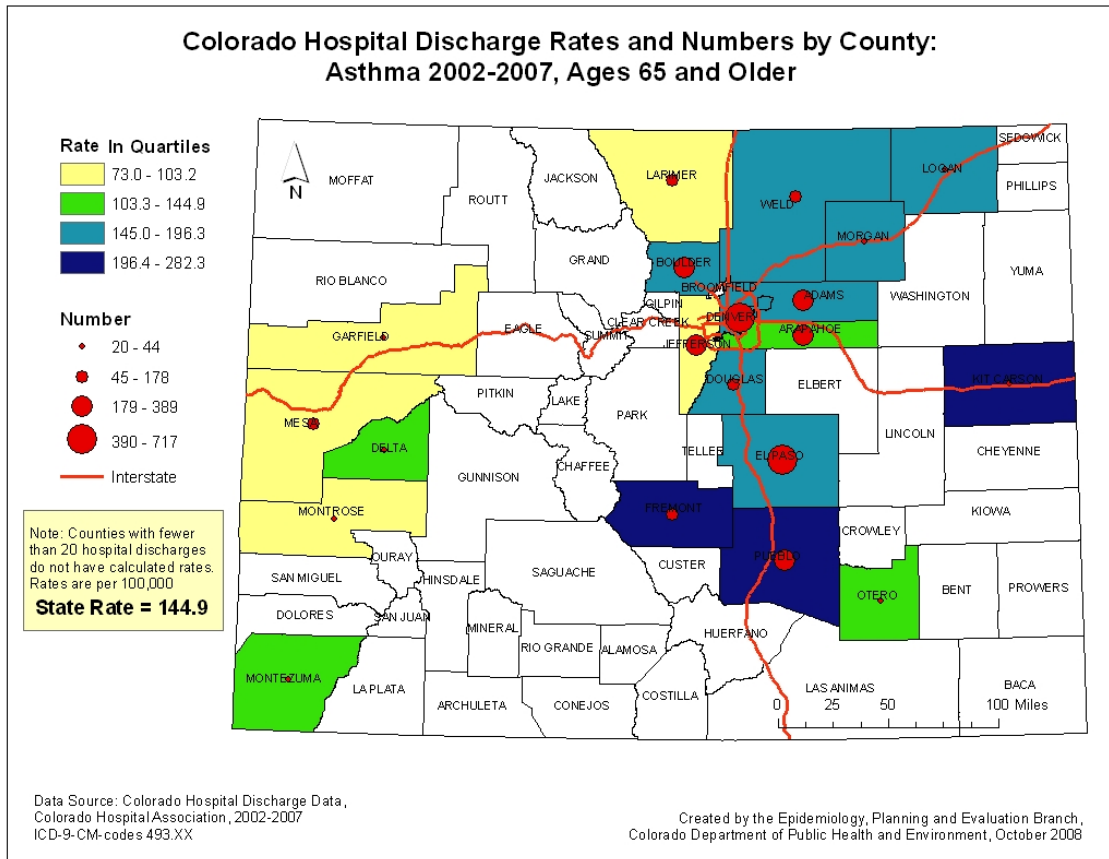 Colorado Hospital Discharge Rates and Numbers by County:
Asthma 2002-2007, Ages 65 and Older
Rate In Quartiles
73.0 - 103.2
103.3 - 144.9
145.0 - 196.3
196.4 - 282.3
Number
20 - 44
45 - 178
179 - 389
390 - 717
Interstate
Note: Counties with fewer
than 20 hospital discharges
do not have calculated rates.
Rates are per 100,000
State Rate = 144.9
N
MOFFAT
ROUTT
JACKSON
LARIMER
WELD
LOGAN
SEDGWICK
PHILLIPS
MORGAN
YUMA
WASHINGTON
RIO BLANCO
GRAND
BOULDER
BROOMFIELD
GILPIN
ADAMS
DENVER
CLEAR CREEK
ARAPAHOE
JEFFERSON
GARFIELD
EAGLE
SUMMIT
DOUGLAS
ELBERT
KIT CARSON
PITKIN
LAKE
PARK
MESA
DELTA
TELLER
EL PASO
LINCOLN
CHEYENNE
CHAFFEE
GUNNISON
MONTROSE
FREMONT
CROWLEY
KIOWA
OURAY
PUEBLO
SAN MIGUEL
HINSDALE
SAGUACHE
CUSTER
OTERO
BENT
PROWERS
DOLORES
SAN JUAN
MINERAL
RIO GRANDE
ALAMOSA
HUERFANO
MONTEZUMA
LA PLATA
ARCHULETA
CONEJOS
COSTILLA
LAS ANIMAS
BACA
0 25 50 100 Miles
Data Source: Colorado Hospital Discharge Data,
Colorado Hospital Association, 2002-2007
ICD-9-CM-codes 493.XX
Created by the Epidemiology, Planning and Evaluation Branch,
Colorado Department of Public Health and Environment, October 2008